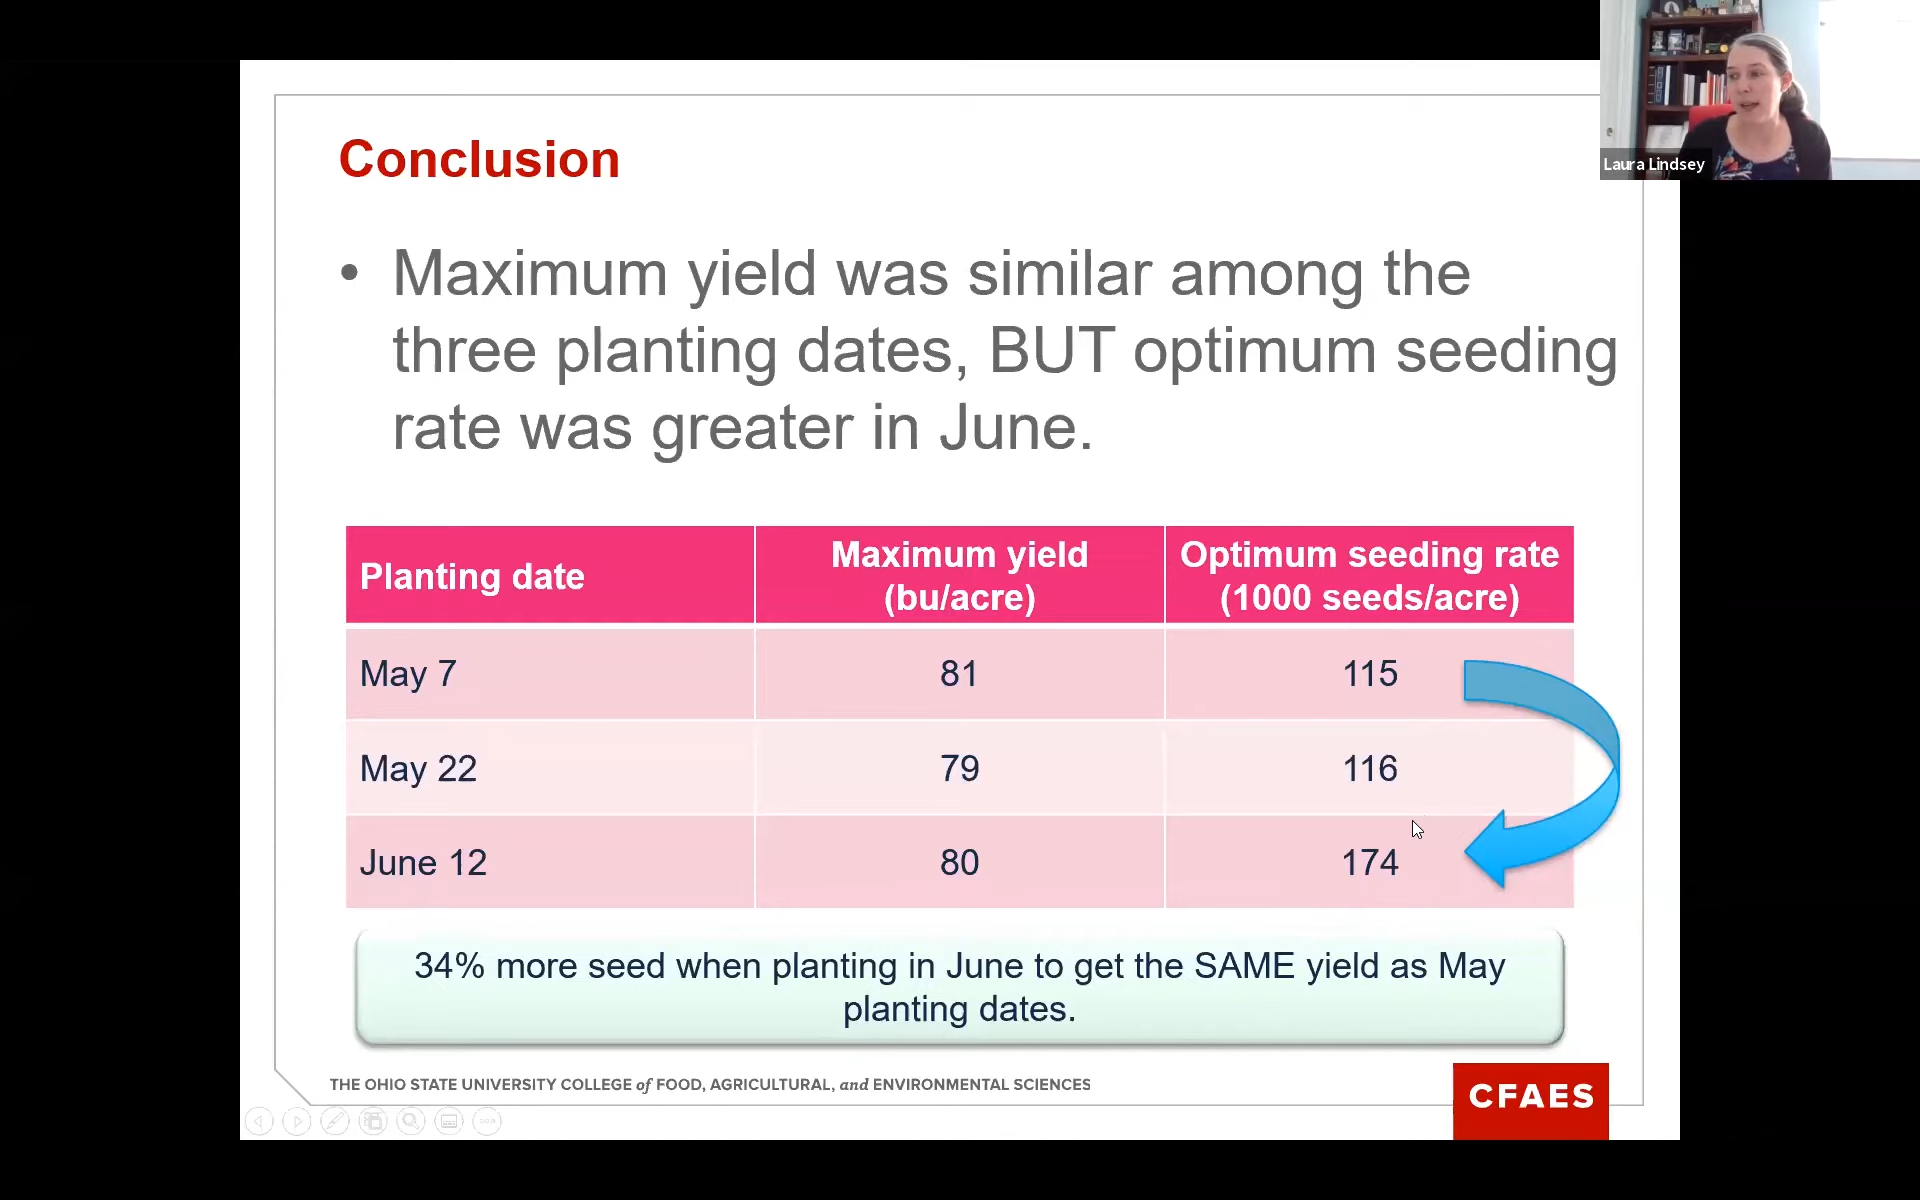 Laura Lindsey
Conclusion
• Maximum yield was similar among the
three planting dates, BUT optimum seeding
rate was greater in June.
Planting date
Maximum yield
(bu/acre)
Optimum seeding rate
(1000 seeds/acre)
May 7
81
115
May 22
79
116
June 12
80
174
34% more seed when planting in June to get the SAME yield as May
planting dates.
THE OHIO STATE UNIVERSITY COLLEGE of FOOD, AGRICULTURAL, and ENVIRONMENTAL SCIENCES
CFAES